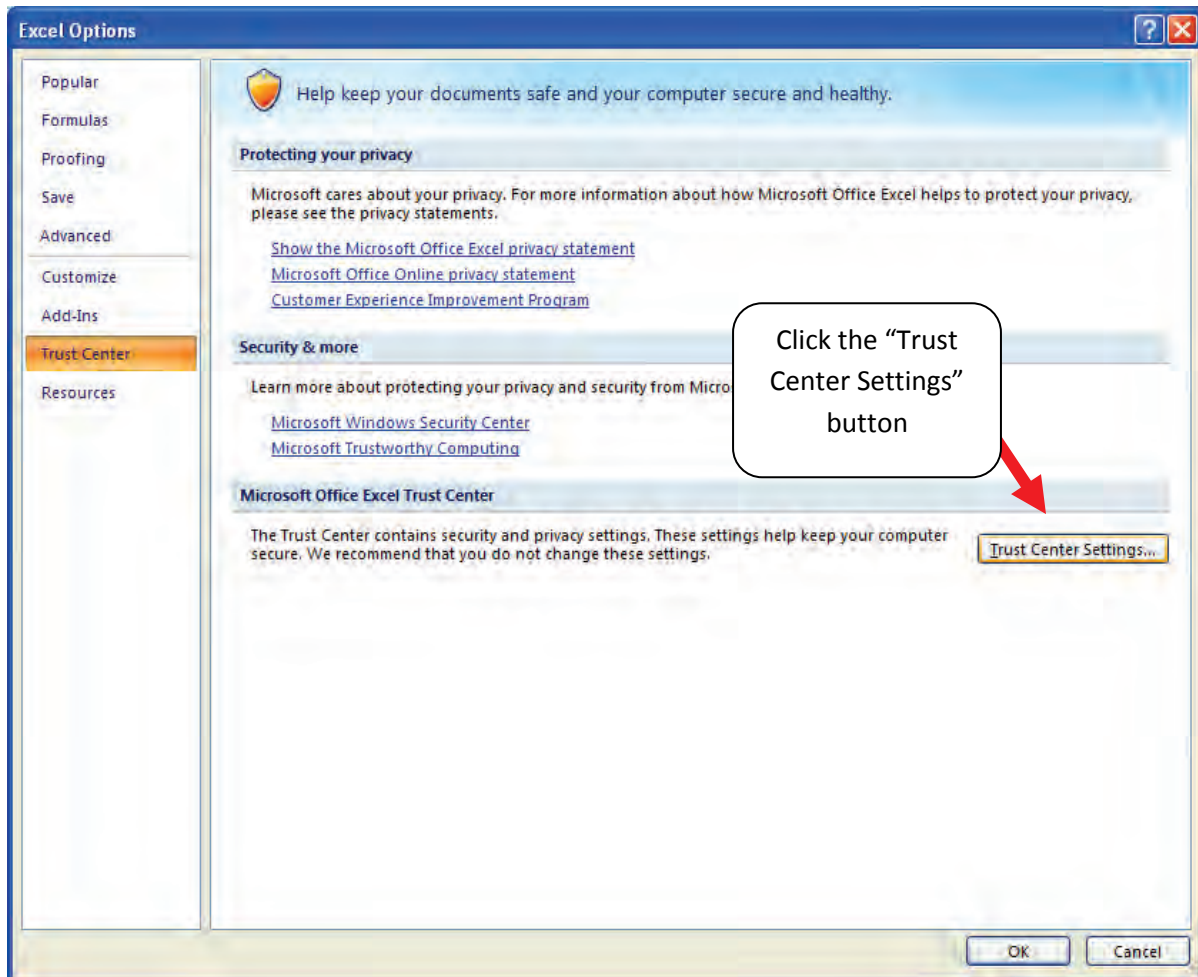 Excel Options
Popular
Formulas
Proofing
Save
Advanced
Customize
Add-Ins
Trust Center
Resources
Help keep your documents safe and your computer secure and healthy.
Protecting your privacy
Microsoft cares about your privacy. For more information about how Microsoft Office Excel helps to protect your privacy,
please see the privacy statements.
Show the Microsoft Office Excel privacy statement
Microsoft Office Online privacy statement
Customer Experience Improvement Program
Security & more
Learn more about protecting your privacy and security from Micro
Microsoft Windows Security Center
Microsoft Trustworthy Computing
Click the “Trust
Center Settings”
button
Microsoft Office Excel Trust Center
The Trust Center contains security and privacy settings. These settings help keep your computer
secure. We recommend that you do not change these settings.
Trust Center Settings...
OK
Cancel